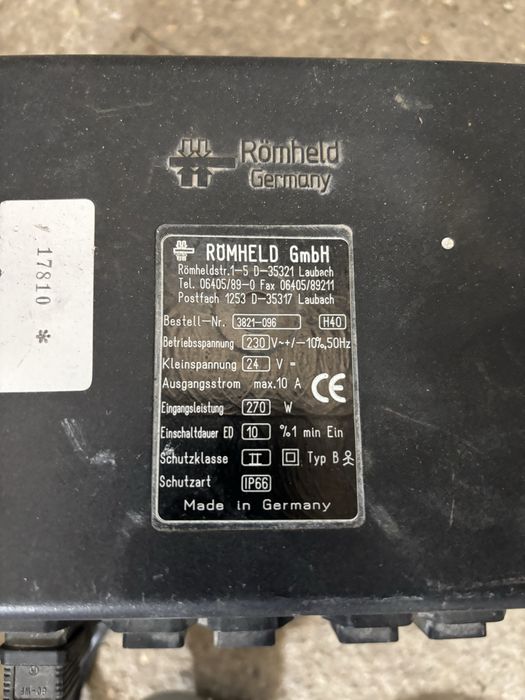 Römheld
Germany
17810 *
RÖMHELD GmbH
Römheldstr.1-5 D-35321 Laubach
Tel. 06405/89-0 Fax 06405/89211
Postfach 1253 D-35317 Laubach
Bestell-Nr. 3821-096 H40
Betriebsspannung 230 V~+/-10%,50Hz
Kleinspannung 24 V =
Ausgangsstrom max.10 A CE
Eingangsleistung 270 W
Einschaltdauer ED 10 %1 min Ein
Schutzklasse II Typ B
Schutzart IP66
Made in Germany